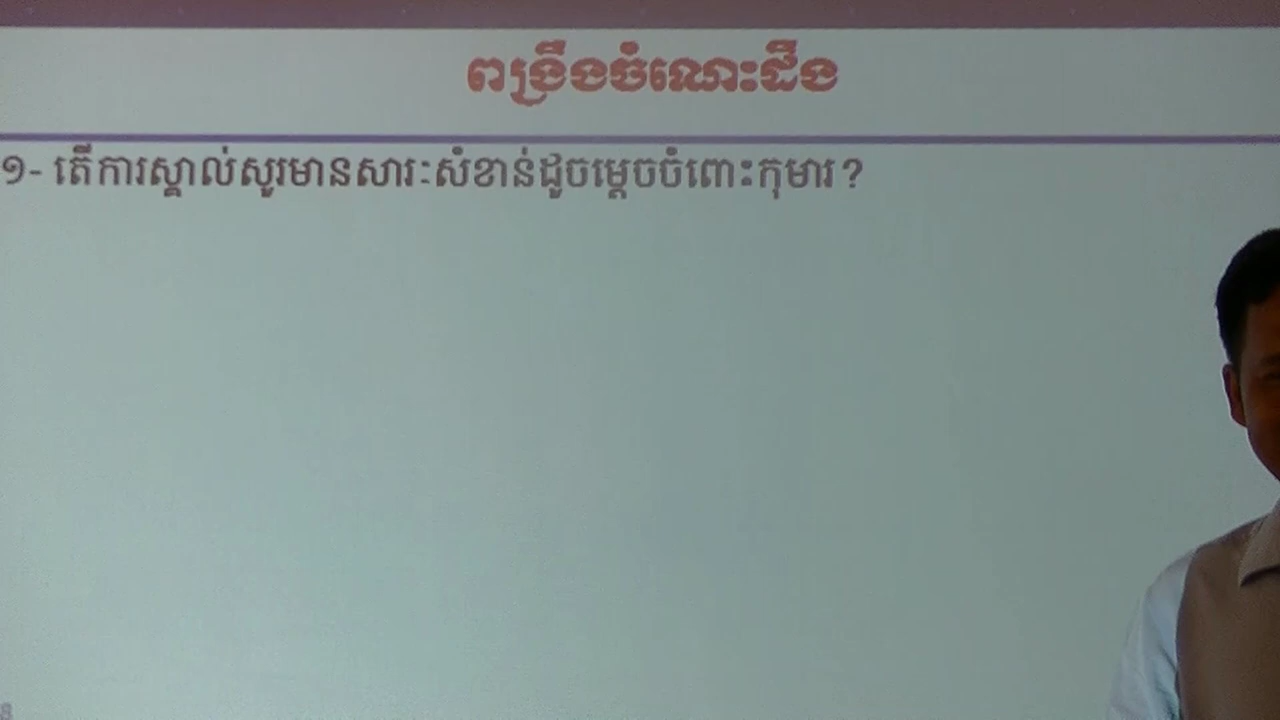 ពង្រឹងចំណេះដឹង
១- តើការស្គាល់សូរមានសារៈសំខាន់ដូចម្តេចចំពោះកុមារ?